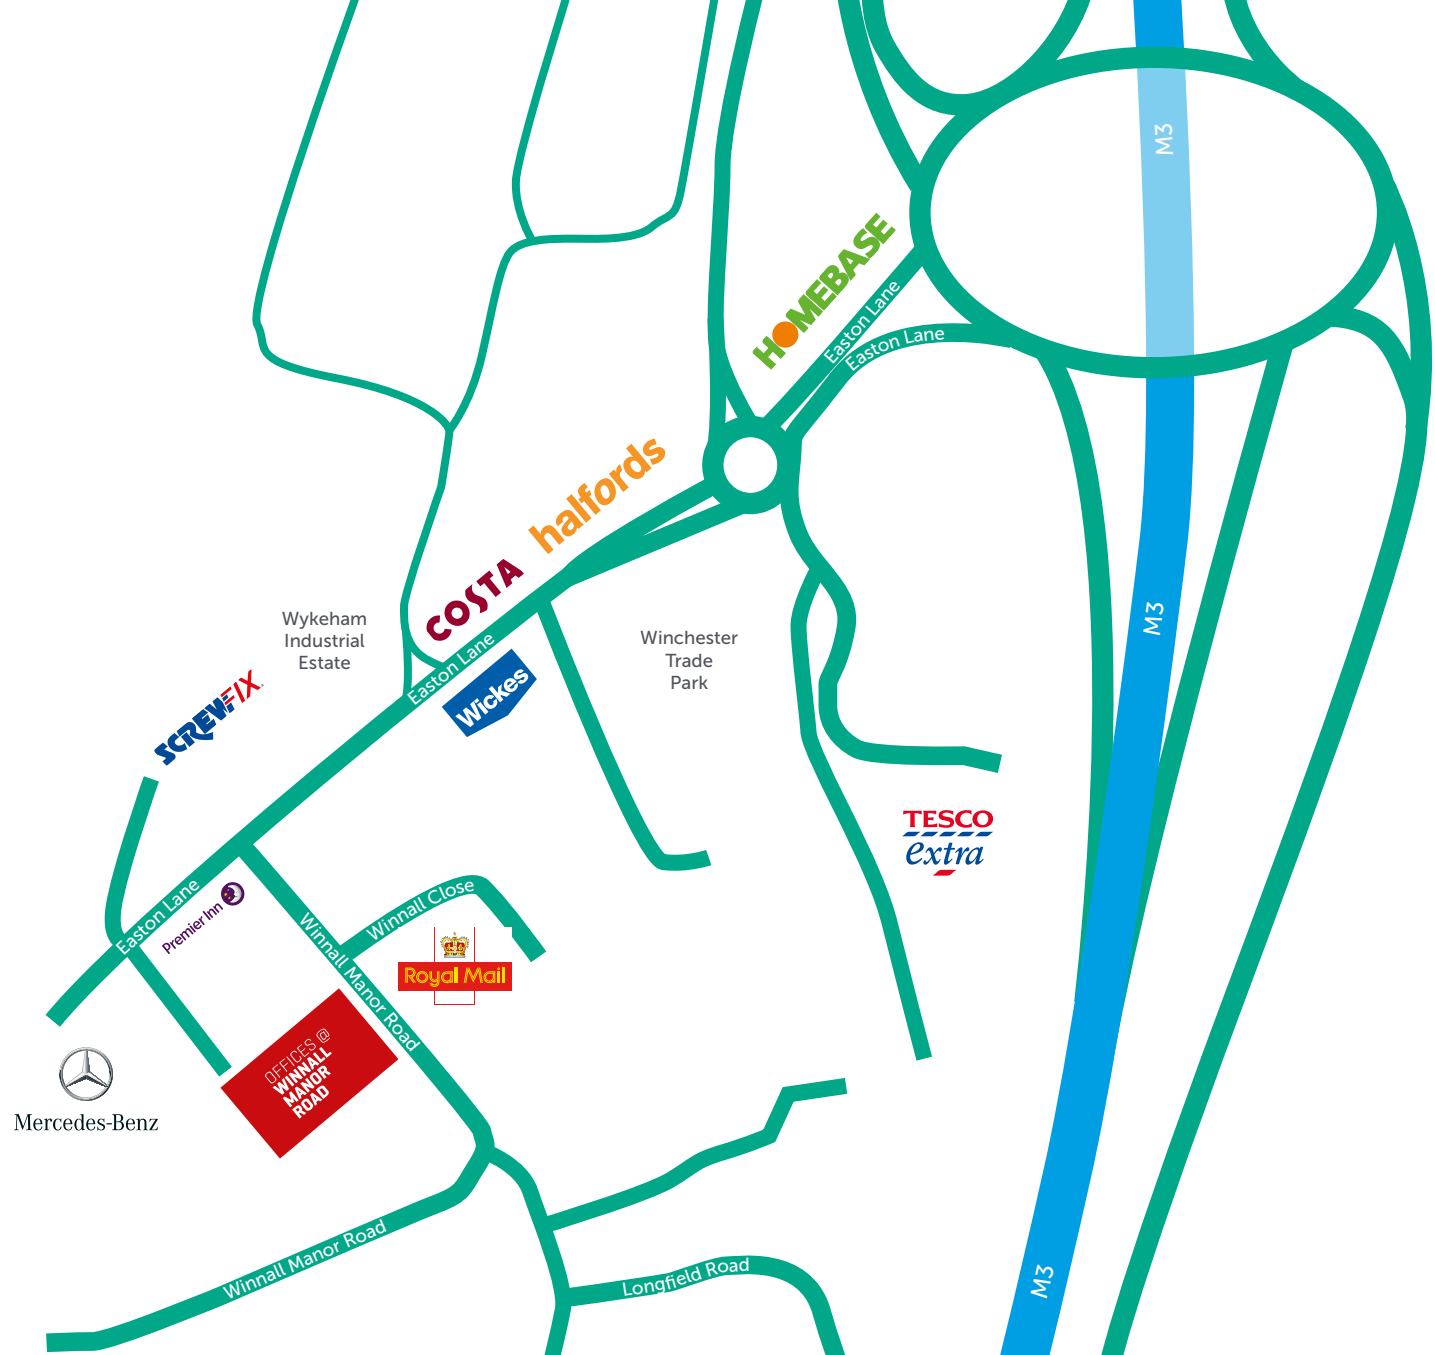 M3
HOMEBASE
Easton Lane
Easton Lane
halfords
COSTA
Wykeham
Industrial
Estate
Winchester
Trade
Park
M3
Easton Lane
Wickes
SCREWFIX
TESCO
extra
Easton Lane
Premier Inn
Winnall Close
Winnall Manor Road
Royal Mail
OFFICES @
WINNALL
MANOR
ROAD
Mercedes-Benz
Winnall Manor Road
Longfield Road
M3